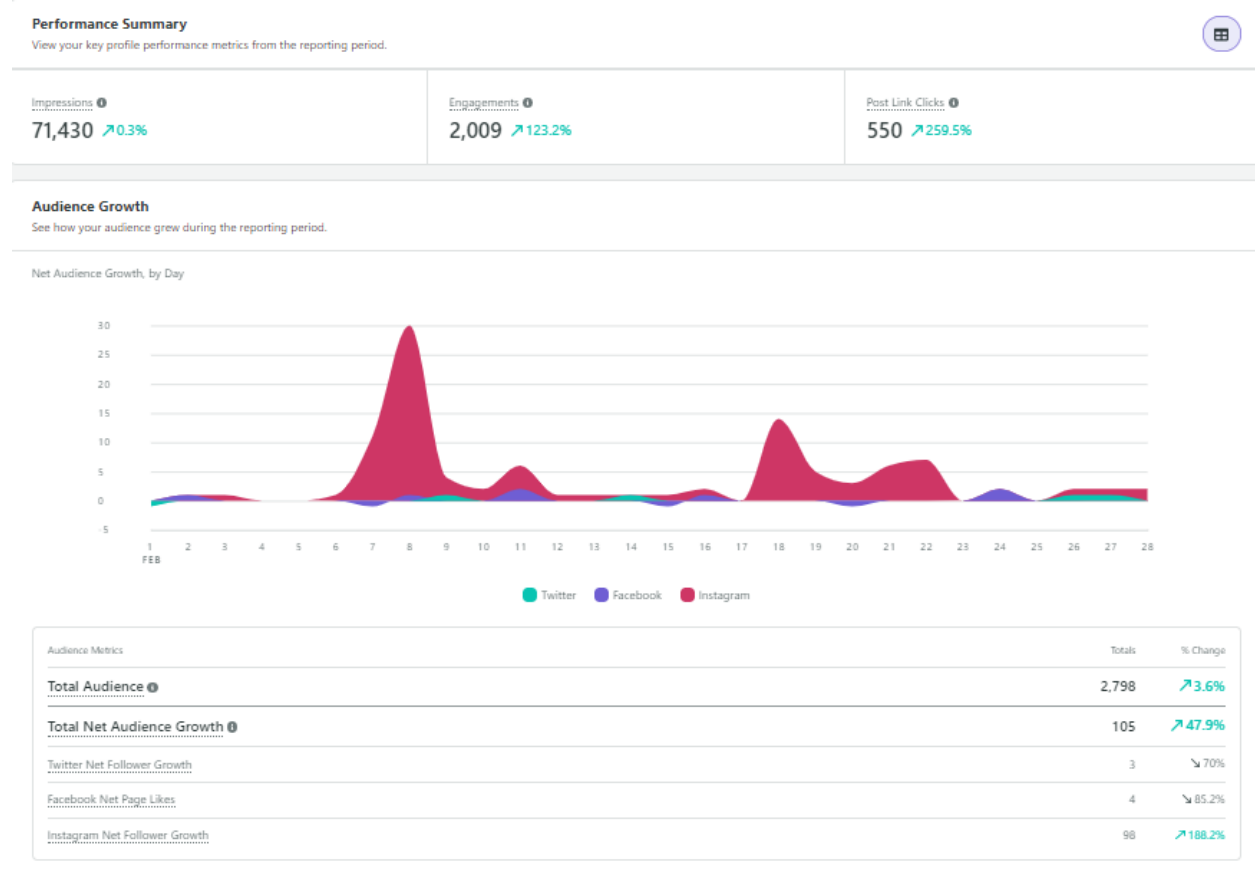 Performance Summary
View your key profile performance metrics from the reporting period.
Impressions
71,430 0.3%
Engagements
2,009 123.2%
Post Link Clicks
550 259.5%
Audience Growth
See how your audience grew during the reporting period.
Net Audience Growth, by Day
30
25
20
15
10
5
0
-5
1 2 3 4 5 6 7 8 9 10 11 12 13 14 15 16 17 18 19 20 21 22 23 24 25 26 27 28
FEB
Twitter Facebook Instagram
Audience Metrics Totals % Change
Total Audience 2,798 3.6%
Total Net Audience Growth 105 47.9%
Twitter Net Follower Growth 3 70%
Facebook Net Page Likes 4 85.2%
Instagram Net Follower Growth 98 188.2%